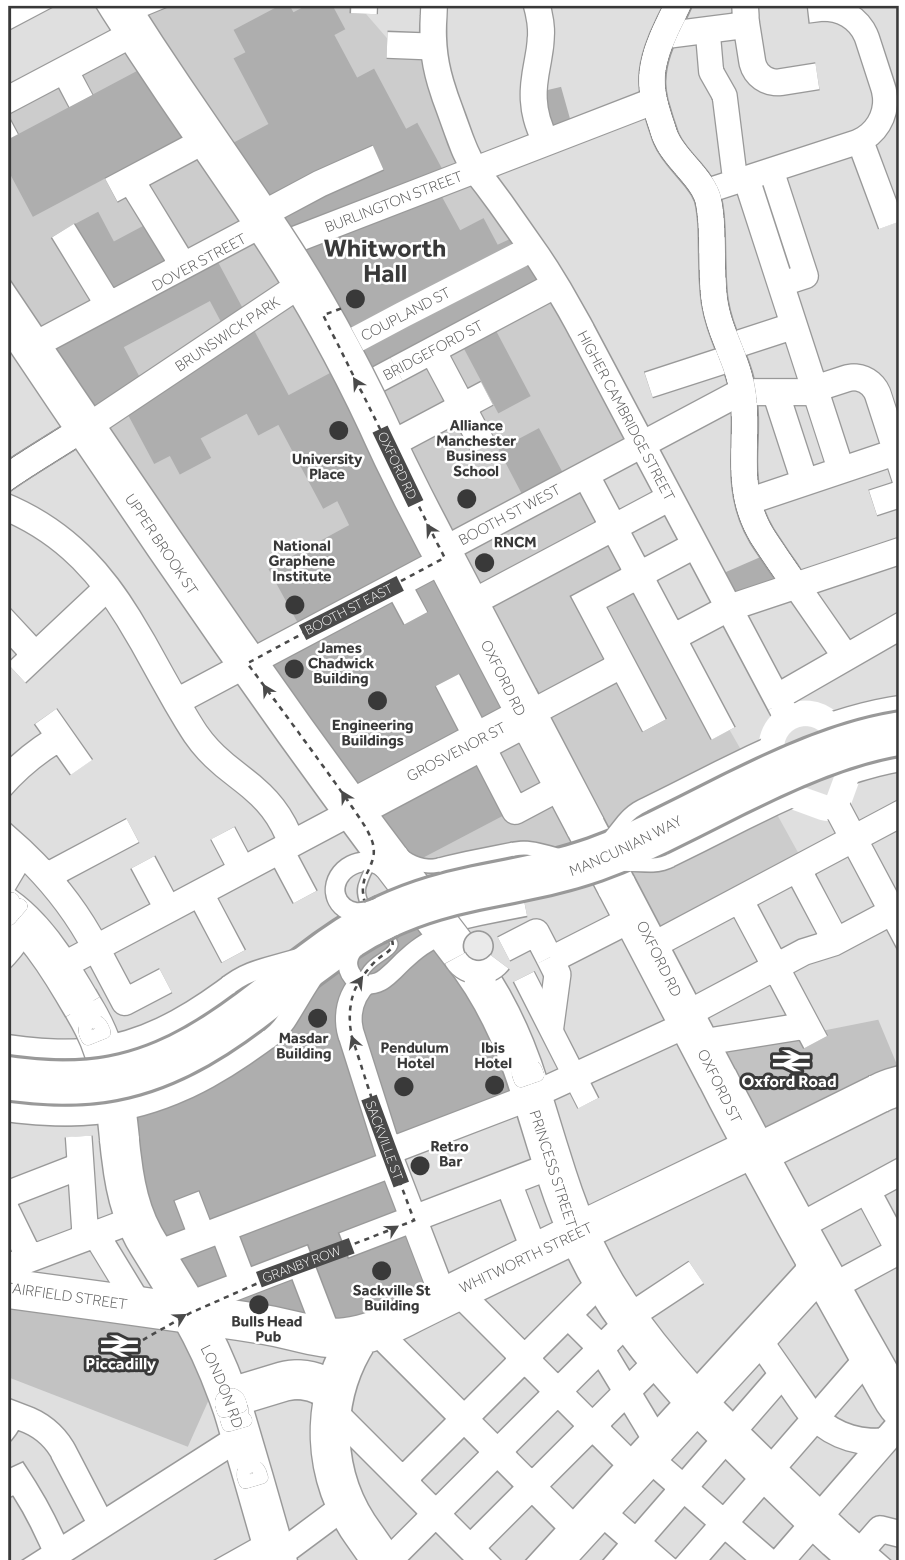 BURLINGTON STREET
Whitworth
Hall
DOVER STREET
COUPLAND ST
BRUNSWICK PARK
BRIDGEFORD ST
HIGHER CAMBRIDGE STREET
University
Place
OXFORD RD
Alliance
Manchester
Business
School
UPPER BROOK ST
BOOTH ST WEST
RNCM
National
Graphene
Institute
BOOTH ST EAST
James
Chadwick
Building
OXFORD RD
Engineering
Buildings
GROSVENOR ST
MANCUNIAN WAY
OXFORD RD
Masdar
Building
Pendulum
Hotel
Ibis
Hotel
OXFORD ST
Oxford Road
SACKVILLE ST
PRINCESS STREET
Retro
Bar
GRANBY ROW
WHITWORTH STREET
AIRFIELD STREET
Sackville St
Building
Bulls Head
Pub
Piccadilly
LONDON RD